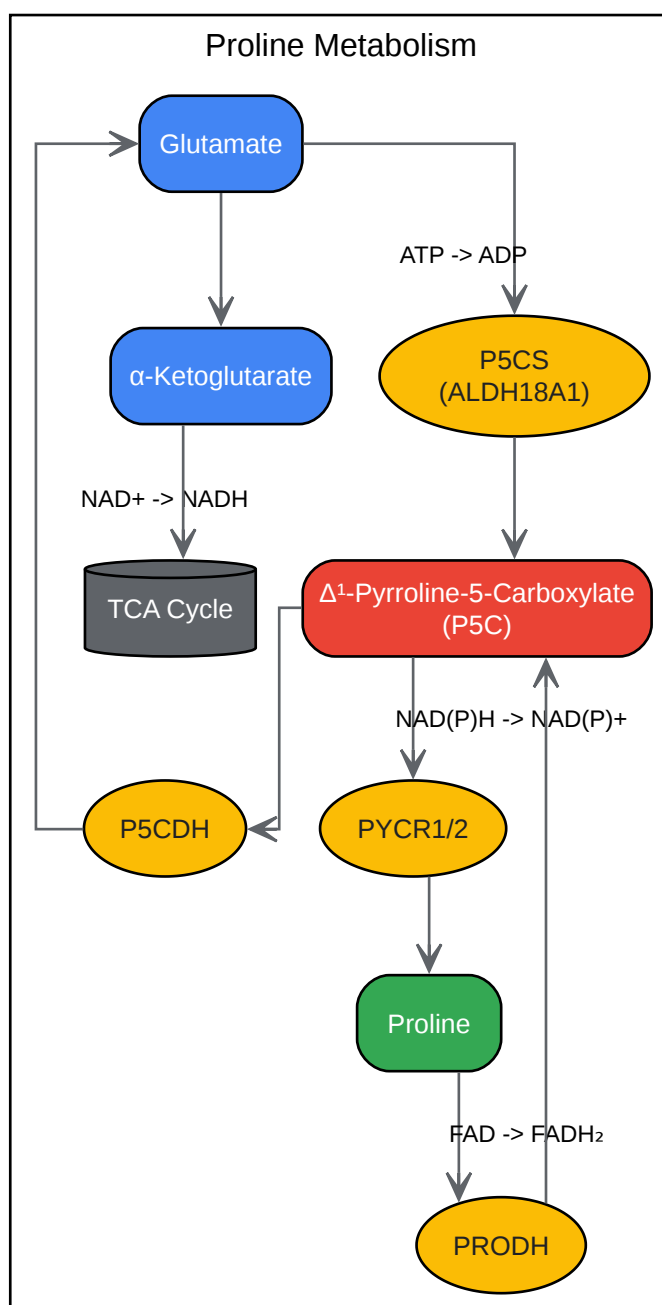 Proline Metabolism
Glutamate
ATP -> ADP
α-Ketoglutarate
P5CS
(ALDH18A1)
NAD+ -> NADH
TCA Cycle
Δ¹-Pyrroline-5-Carboxylate
(P5C)
NAD(P)H -> NAD(P)+
P5CDH
PYCR1/2
Proline
FAD -> FADH₂
PRODH